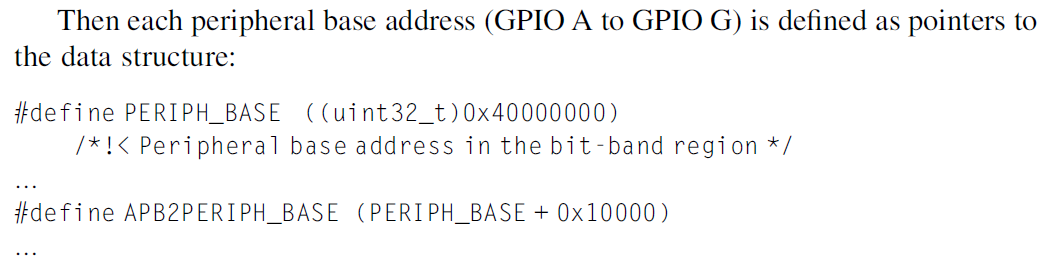 Then each peripheral base address (GPIO A to GPIO G) is defined as pointers to
the data structure:
#define PERIPH_BASE ((uint32_t)0x40000000)
/*!< Peripheral base address in the bit-band region */
...
#define APB2PERIPH_BASE (PERIPH_BASE + 0x10000)
...